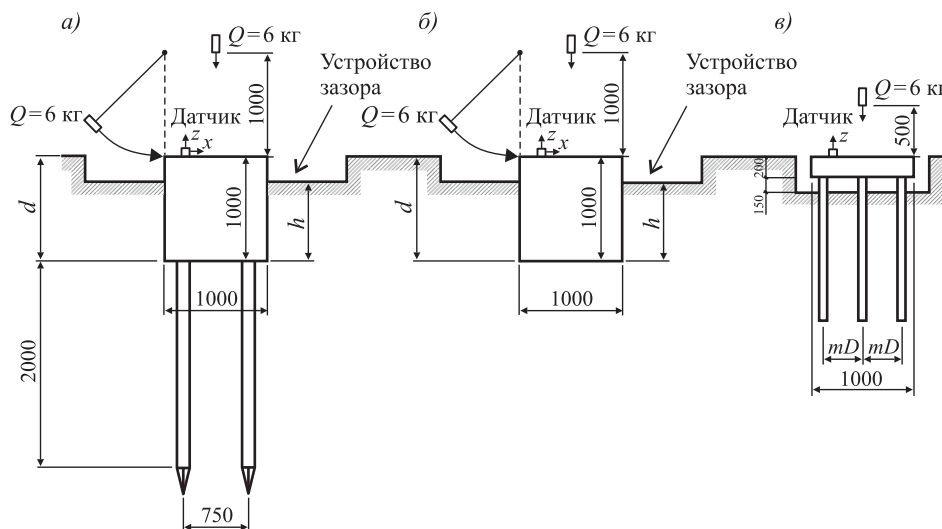 а)
Q = 6 кг
1000
Устройство
зазора
Q = 6 кг
Датчик
z
x
d
1000
h
1000
2000
750
б)
Q = 6 кг
1000
Устройство
зазора
Q = 6 кг
Датчик
z
x
d
1000
h
1000
в)
Q = 6 кг
500
Датчик
z
200
150
mD
mD
1000